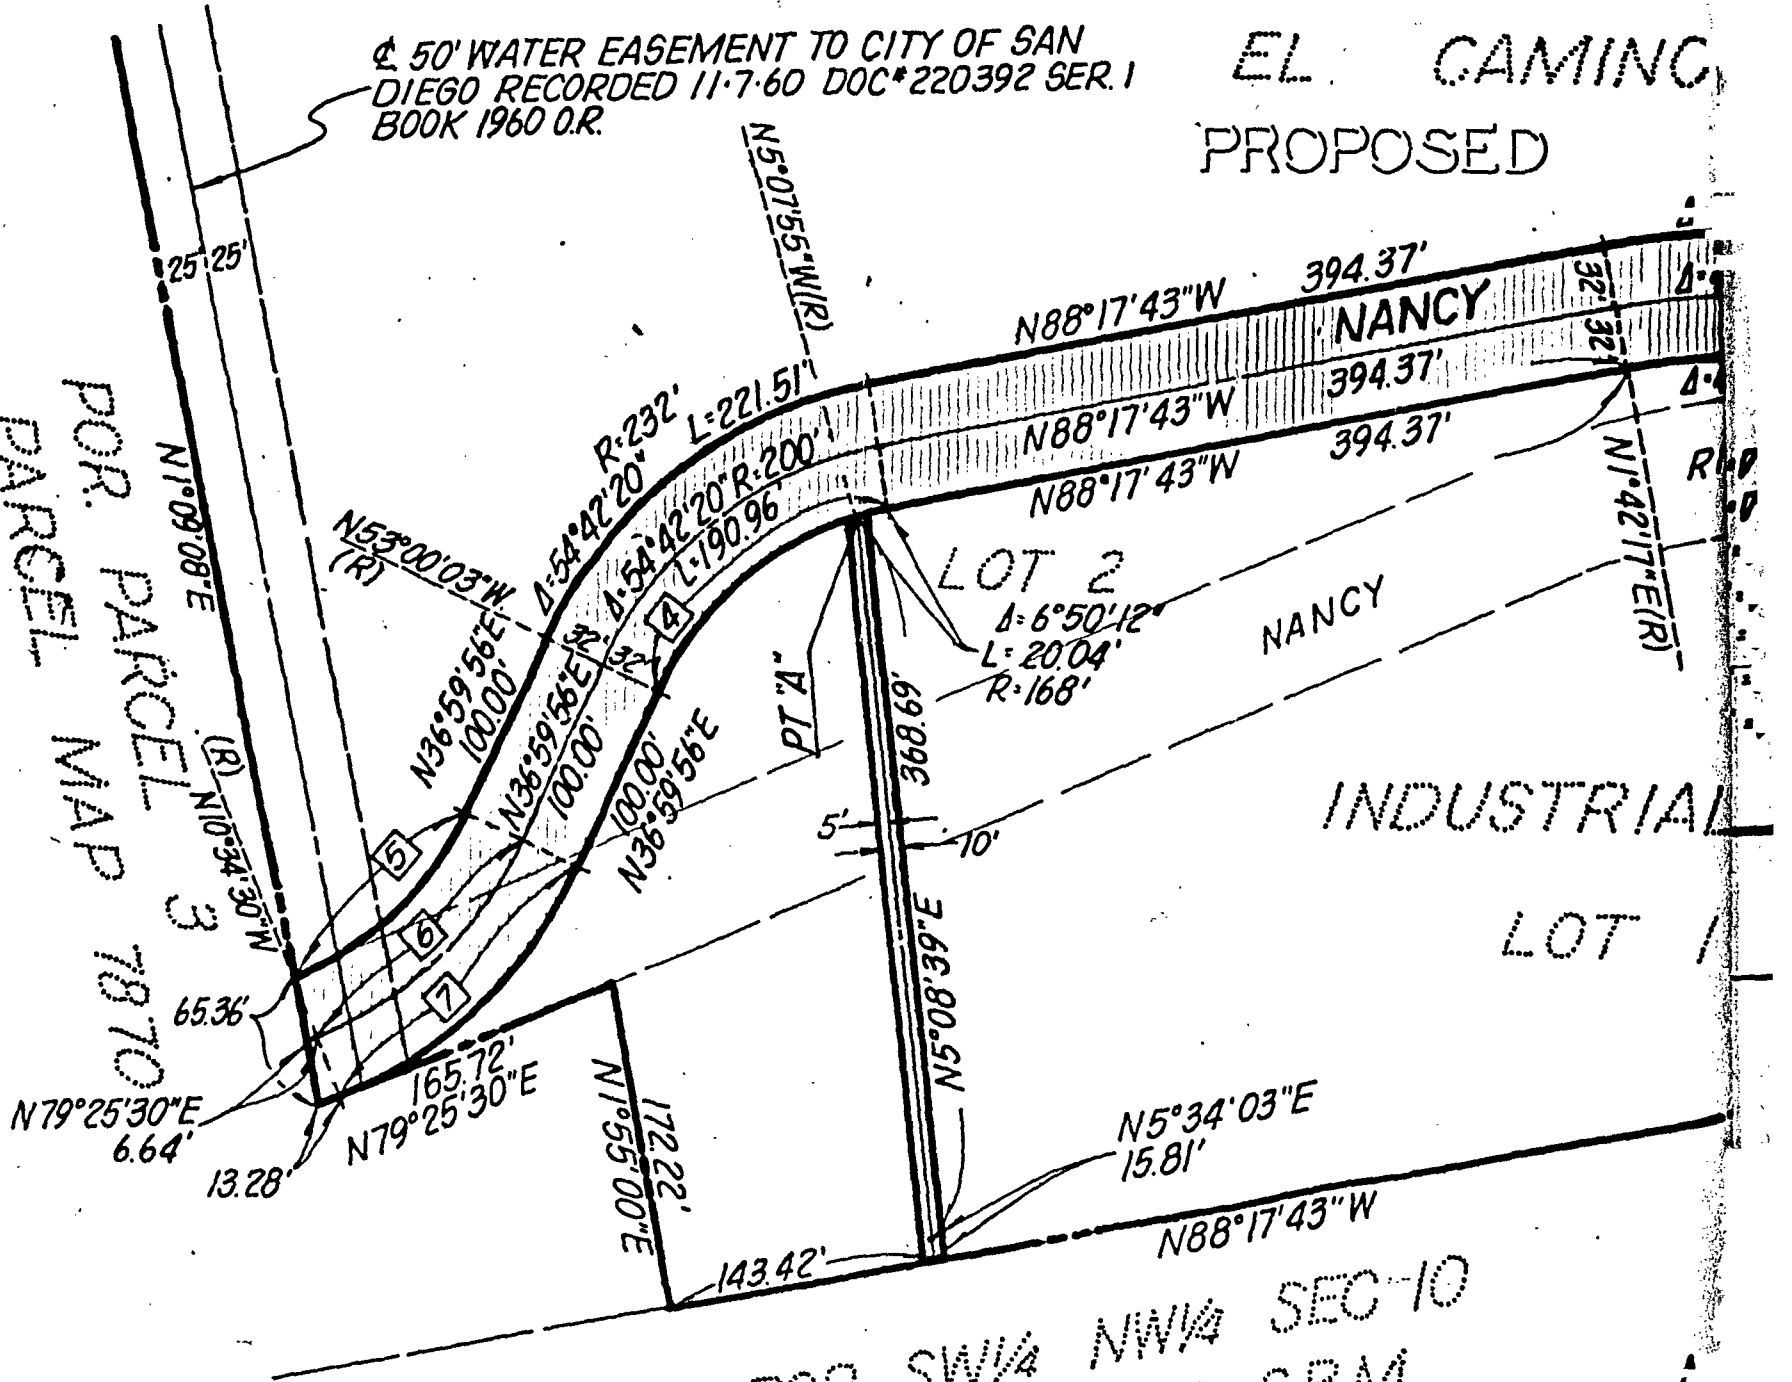 ℄ 50' WATER EASEMENT TO CITY OF SAN
DIEGO RECORDED 11·7·60 DOC#220392 SER.1
BOOK 1960 O.R.
EL CAMINO
PROPOSED
25' 25'
N5°07'55"W(R)
N88°17'43"W
394.37'
NANCY
32'
32'
394.37'
N88°17'43"W
394.37'
N88°17'43"W
N1°42'17"E(R)
R=232'
L=221.51'
Δ=54°42'20"
R=200'
Δ=54°42'20"
L=190.96'
4
N53°00'03"W
(R)
32'
32'
N36°59'56"E
100.00'
N36°59'56"E
100.00'
100.00'
N36°59'56"E
LOT 2
Δ=6°50'12"
L=20.04'
R=168'
NANCY
PT "A"
368.69'
5'
10'
N5°08'39"E
N1°09'08"E
POR. PARCEL 3
PARCEL MAP 7870
(R) N10°34'30"W
5
6
7
65.36'
N79°25'30"E
6.64'
13.28'
165.72'
N79°25'30"E
N1°55'00"E
172.22'
143.42'
N5°34'03"E
15.81'
N88°17'43"W
INDUSTRIAL
LOT 1
SW1/4 NW1/4 SEC 10